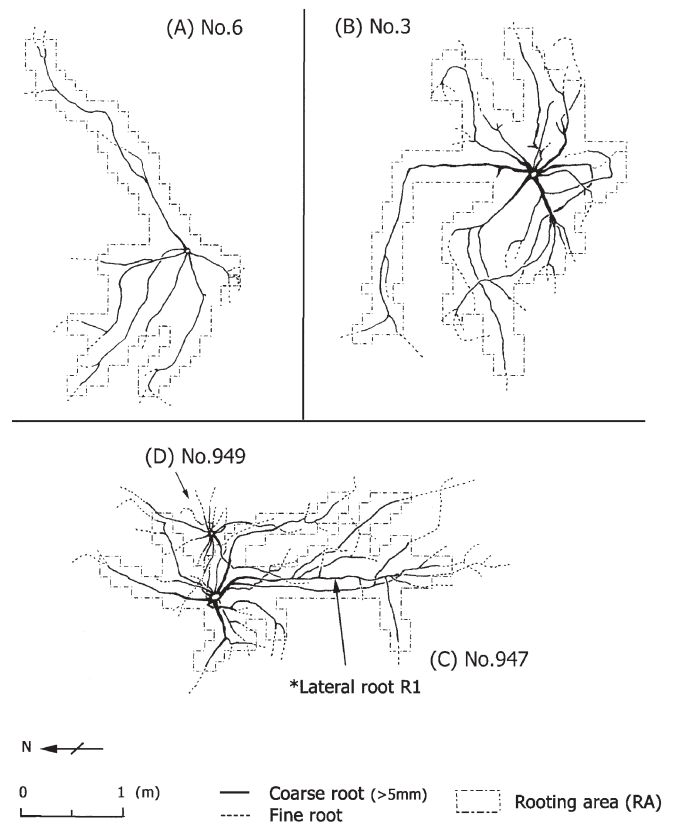 (A) No.6
(B) No.3
(D) No.949
(C) No.947
*Lateral root R1
N
0 1 (m)
Coarse root (>5mm)
Fine root
Rooting area (RA)